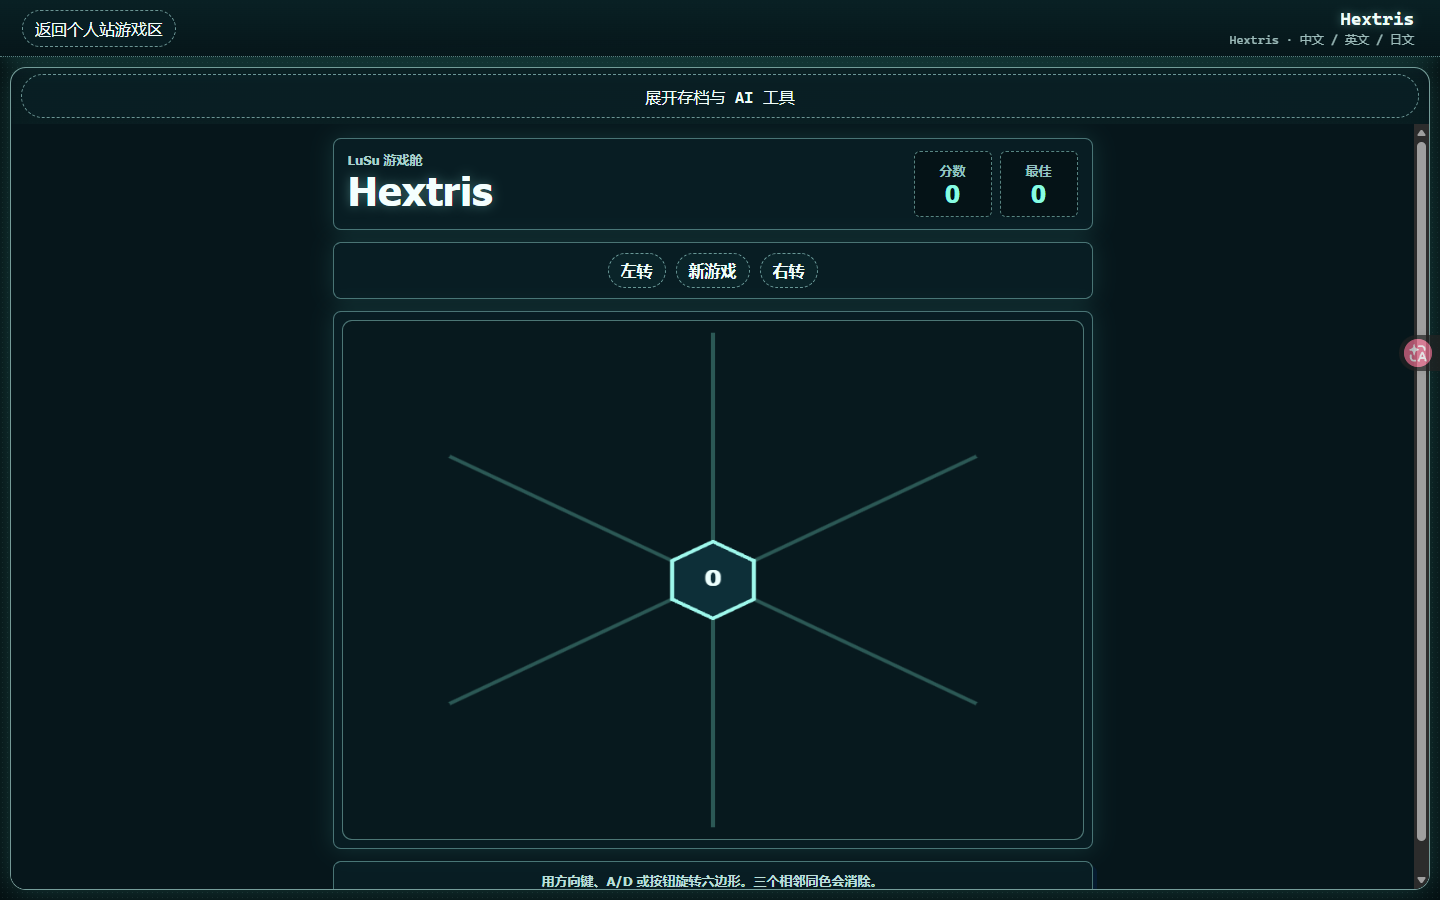 返回个人站游戏区
Hextris
Hextris · 中文 / 英文 / 日文
展开存档与 AI 工具
LuSu 游戏舱
Hextris
分数
0
最佳
0
左转
新游戏
右转
0
用方向键、A/D 或按钮旋转六边形。三个相邻同色会消除。